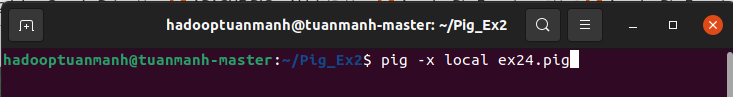 hadooptuanmanh@tuanmanh-master: ~/Pig_Ex2
hadooptuanmanh@tuanmanh-master:~/Pig_Ex2$ pig -x local ex24.pig